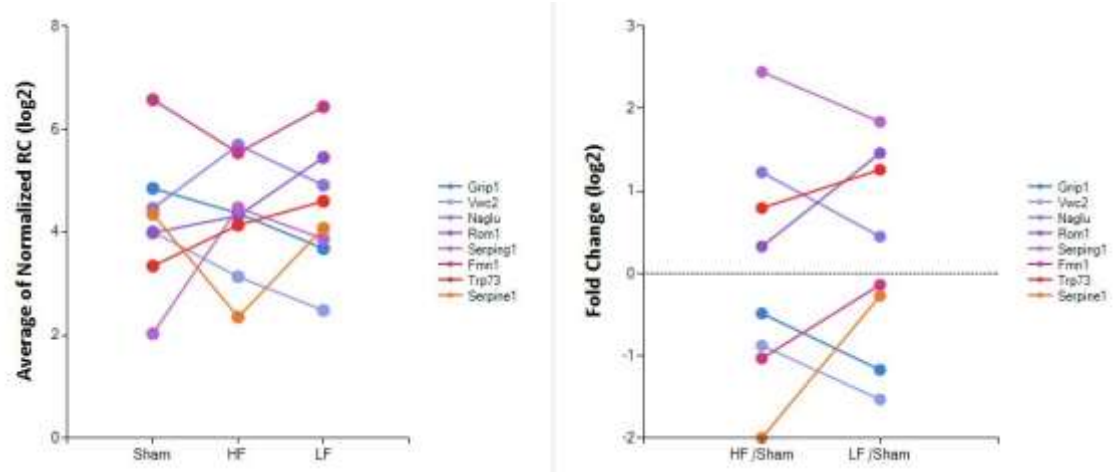 Average of Normalized RC (log2)
8
6
4
2
0
Sham HF LF
Grip1
Vwc2
Naglu
Rom1
Serping1
Fmn1
Trp73
Serpine1
Fold Change (log2)
3
2
1
0
-1
-2
HF /Sham LF /Sham
Grip1
Vwc2
Naglu
Rom1
Serping1
Fmn1
Trp73
Serpine1